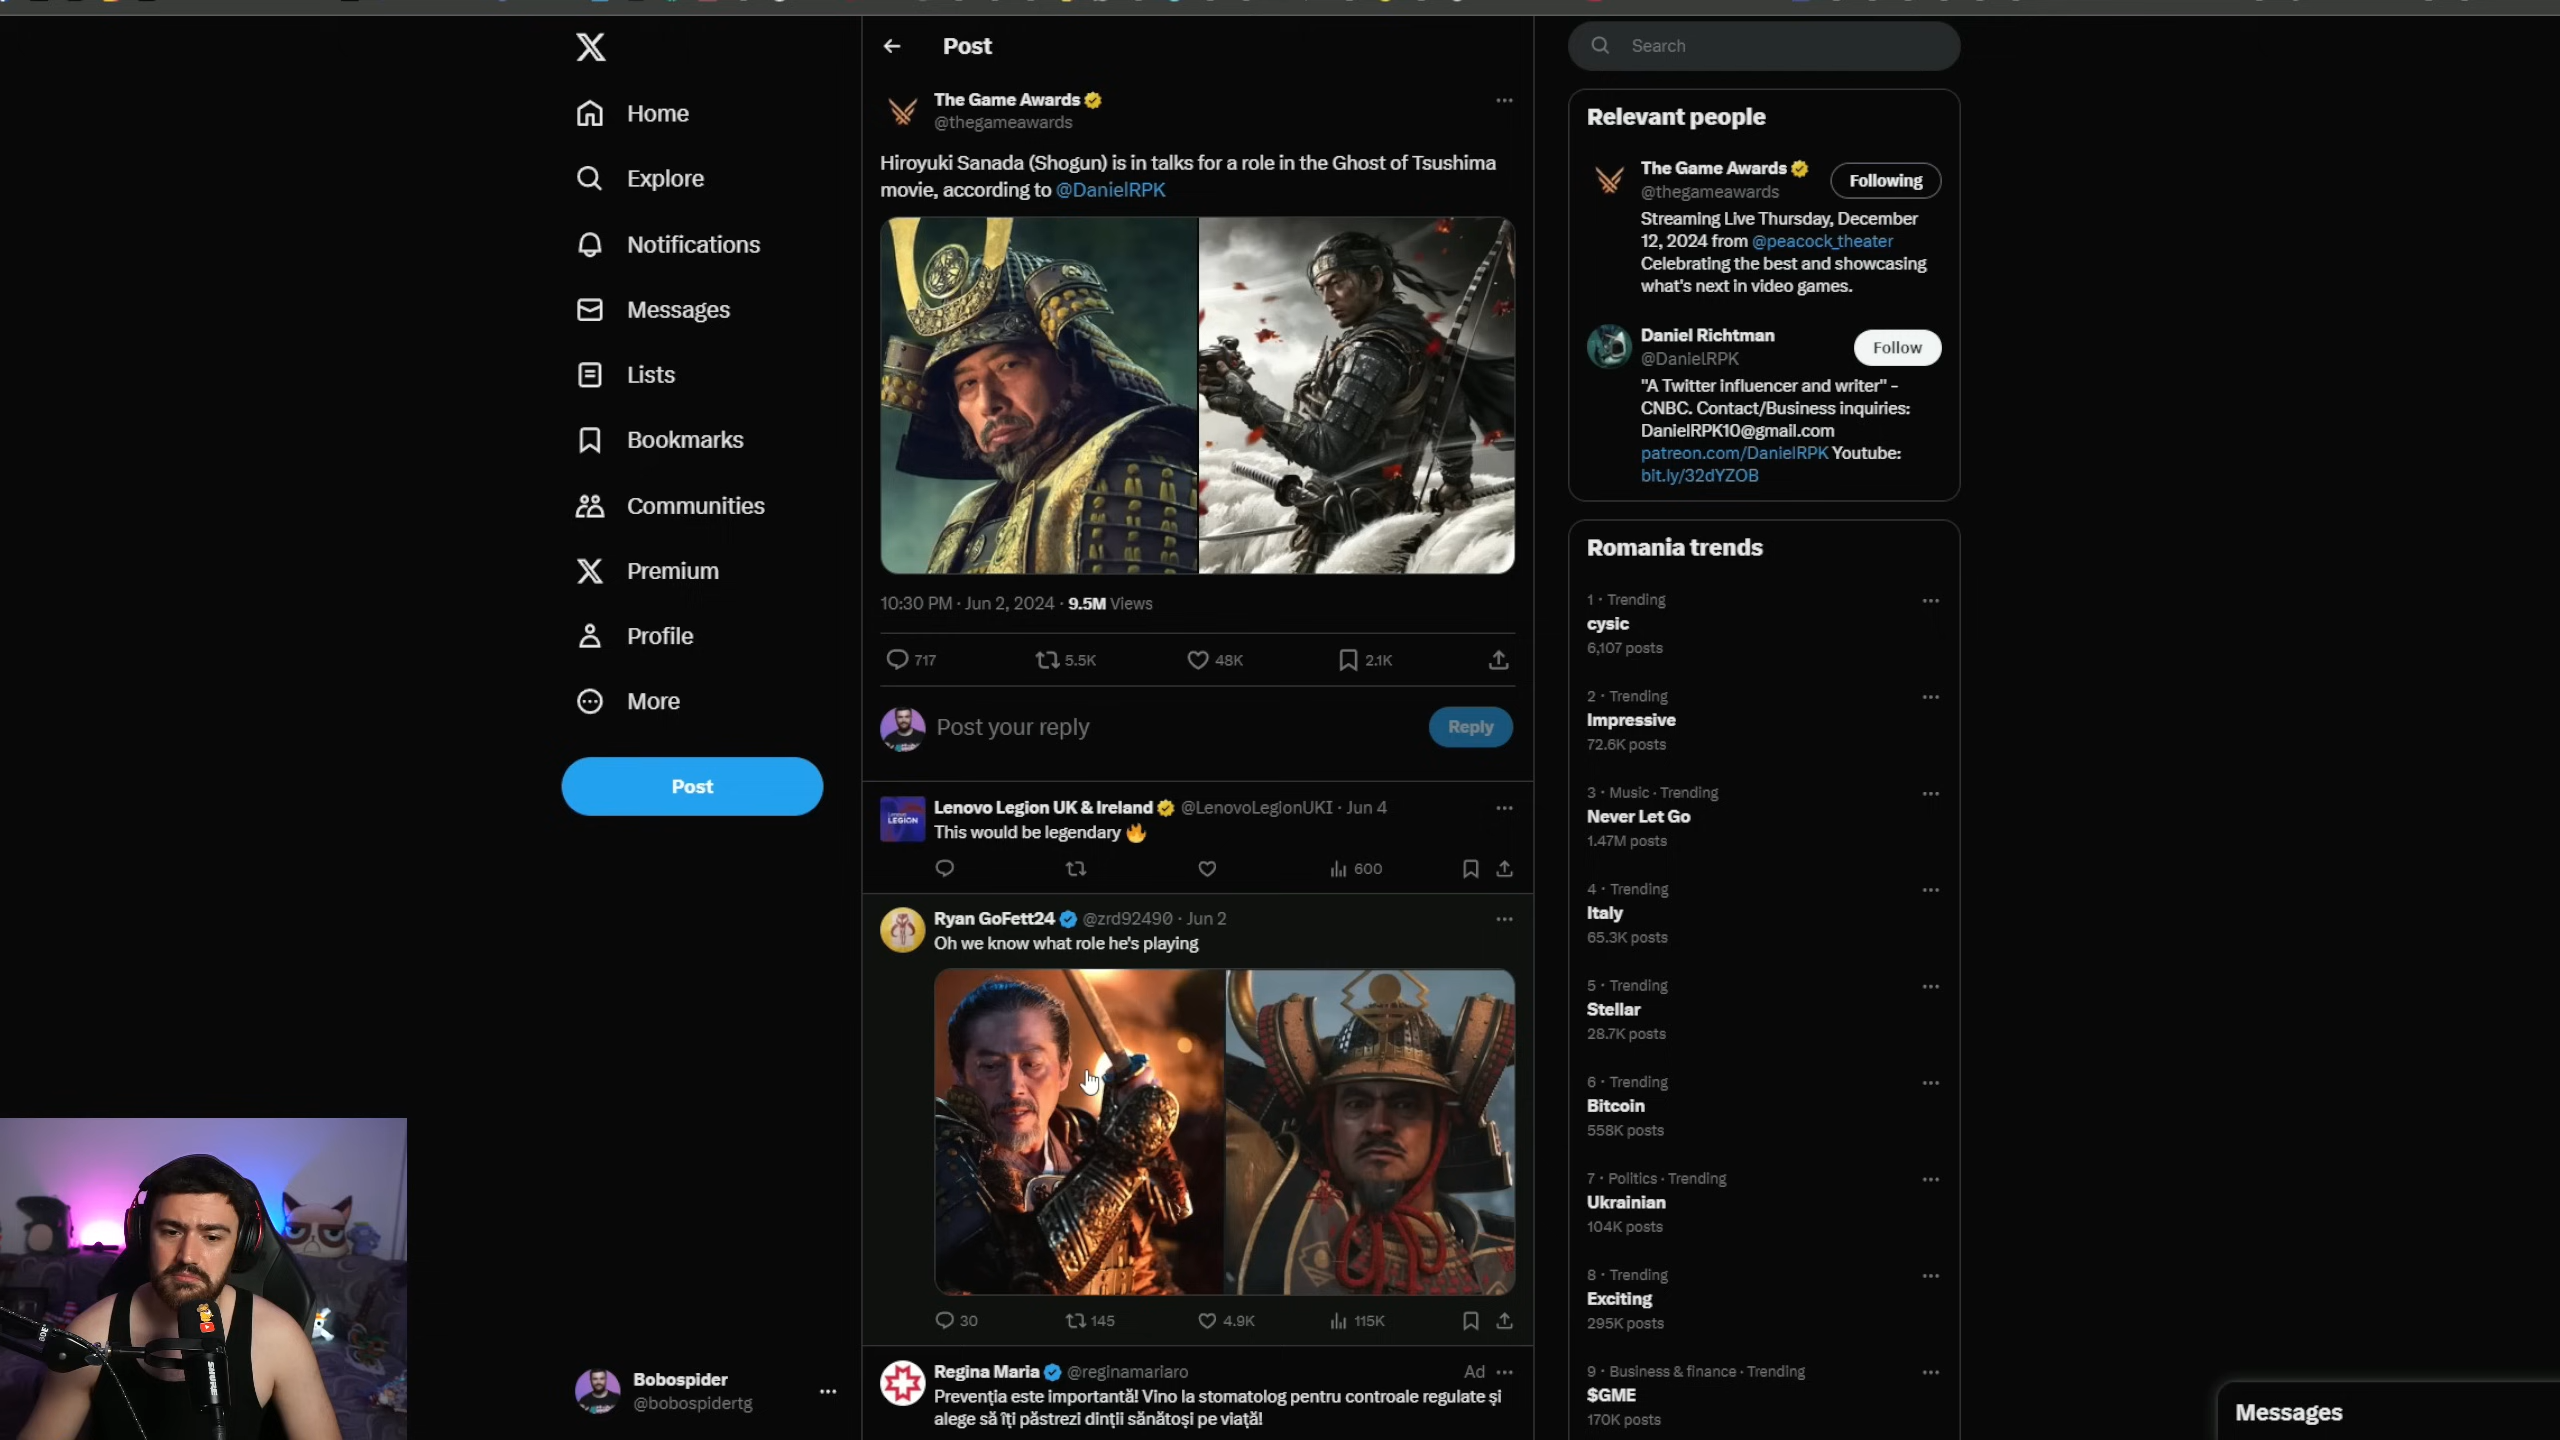 Home
Explore
Notifications
Messages
Lists
Bookmarks
Communities
Premium
Profile
More
Post
Bobospider
@bobospidertg
Post
The Game Awards
@thegameawards
Hiroyuki Sanada (Shogun) is in talks for a role in the Ghost of Tsushima
movie, according to @DanielRPK
10:30 PM · Jun 2, 2024 · 9.5M Views
717 5.5K 48K 2.1K
Post your reply
Reply
LEGION
Lenovo Legion UK & Ireland @LenovoLegionUKI · Jun 4
This would be legendary 🔥
600
Ryan GoFett24 @zrd92490 · Jun 2
Oh we know what role he's playing
30 145 4.9K 115K
Regina Maria @reginamariaro Ad
Prevenția este importantă! Vino la stomatolog pentru controale regulate și
alege să îți păstrezi dinții sănătoși pe viață!
Search
Relevant people
The Game Awards
@thegameawards
Following
Streaming Live Thursday, December
12, 2024 from @peacock_theater
Celebrating the best and showcasing
what's next in video games.
Daniel Richtman
@DanielRPK
Follow
"A Twitter influencer and writer" -
CNBC. Contact/Business inquiries:
DanielRPK10@gmail.com
patreon.com/DanielRPK Youtube:
bit.ly/32dYZOB
Romania trends
1 · Trending
cysic
6,107 posts
2 · Trending
Impressive
72.6K posts
3 · Music · Trending
Never Let Go
1.47M posts
4 · Trending
Italy
65.3K posts
5 · Trending
Stellar
28.7K posts
6 · Trending
Bitcoin
558K posts
7 · Politics · Trending
Ukrainian
104K posts
8 · Trending
Exciting
295K posts
9 · Business & finance · Trending
$GME
170K posts
Messages
SHURE